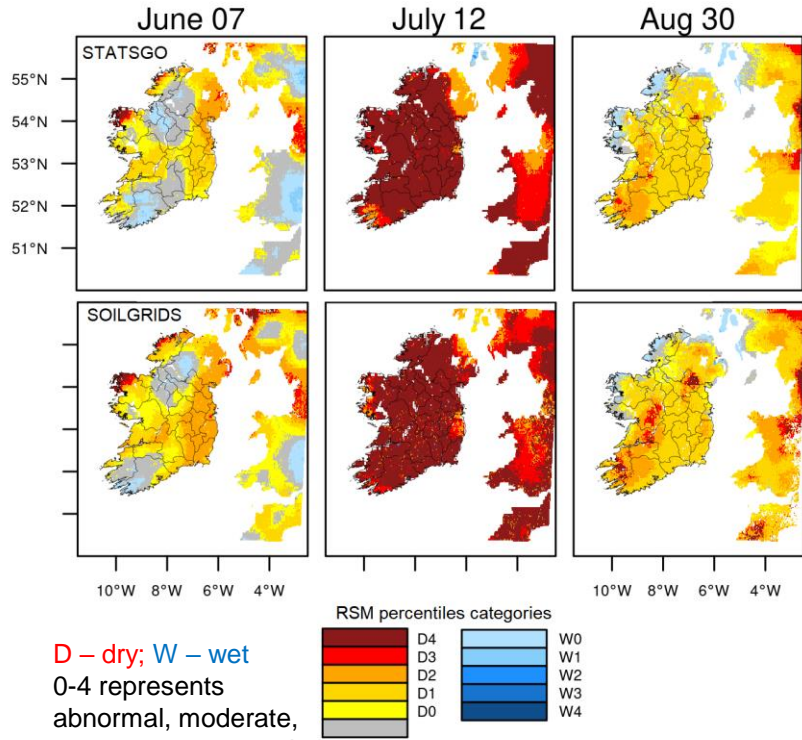 June 07 July 12 Aug 30
STATSGO
55°N
54°N
53°N
52°N
51°N
SOILGRIDS
10°W 8°W 6°W 4°W 10°W 8°W 6°W 4°W
RSM percentiles categories
D4 W0
D3 W1
D2 W2
D1 W3
D0 W4
D – dry; W – wet
0-4 represents
abnormal, moderate,